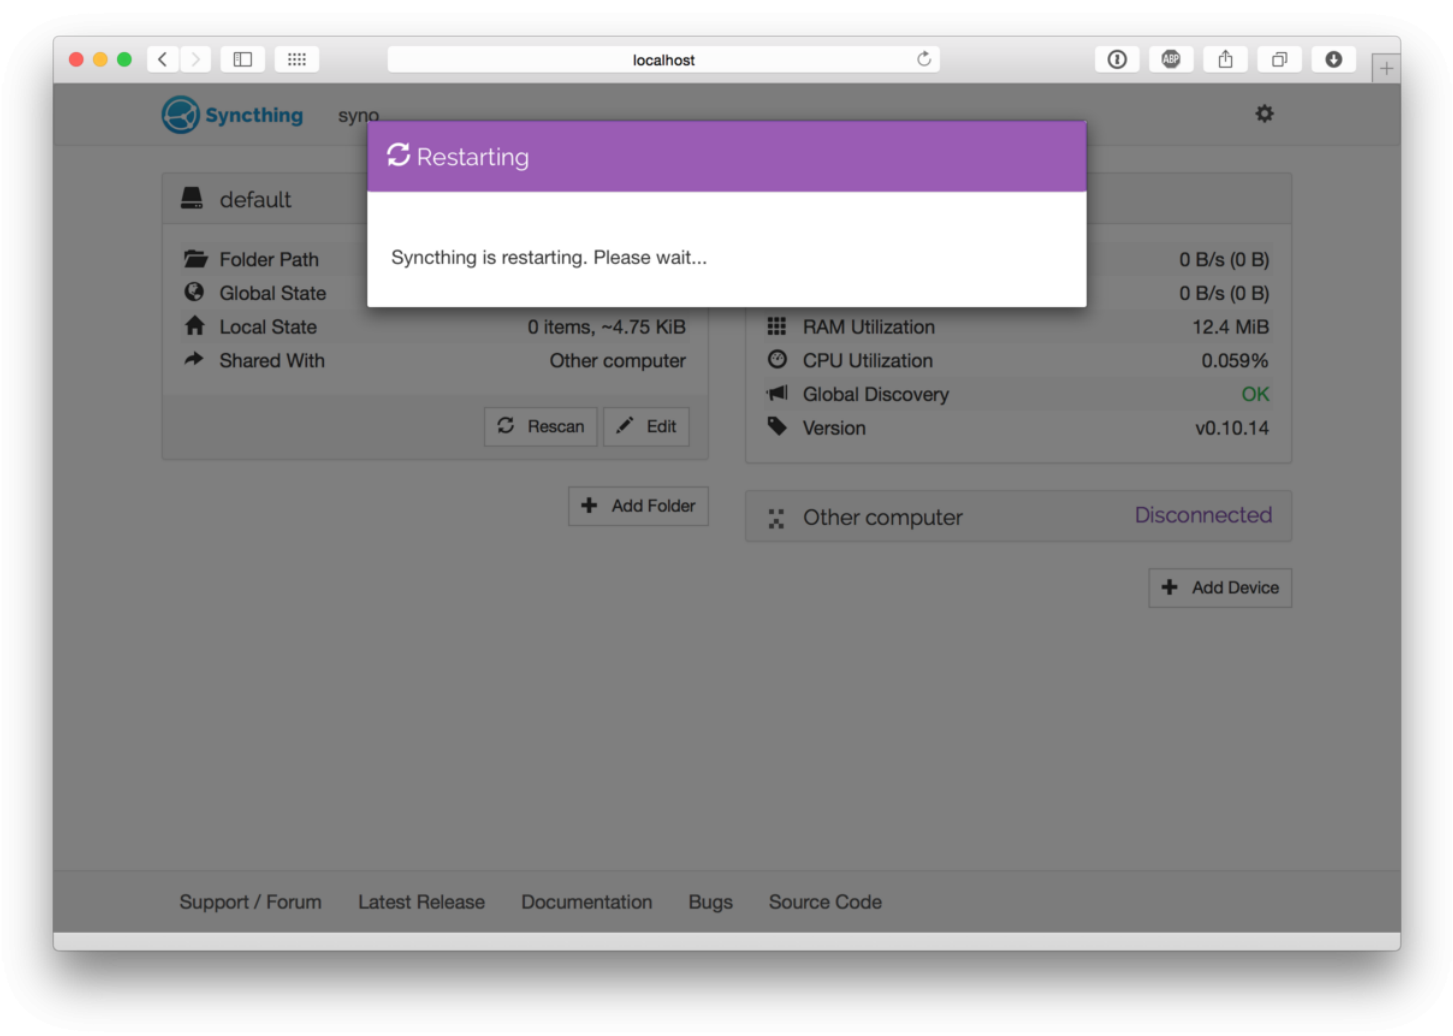 localhost
ABP
Syncthing syno
Restarting
Syncthing is restarting. Please wait...
default
Folder Path
Global State
Local State 0 items, ~4.75 KiB
Shared With Other computer
Rescan Edit
Add Folder
0 B/s (0 B)
0 B/s (0 B)
RAM Utilization 12.4 MiB
CPU Utilization 0.059%
Global Discovery OK
Version v0.10.14
Other computer Disconnected
Add Device
Support / Forum Latest Release Documentation Bugs Source Code